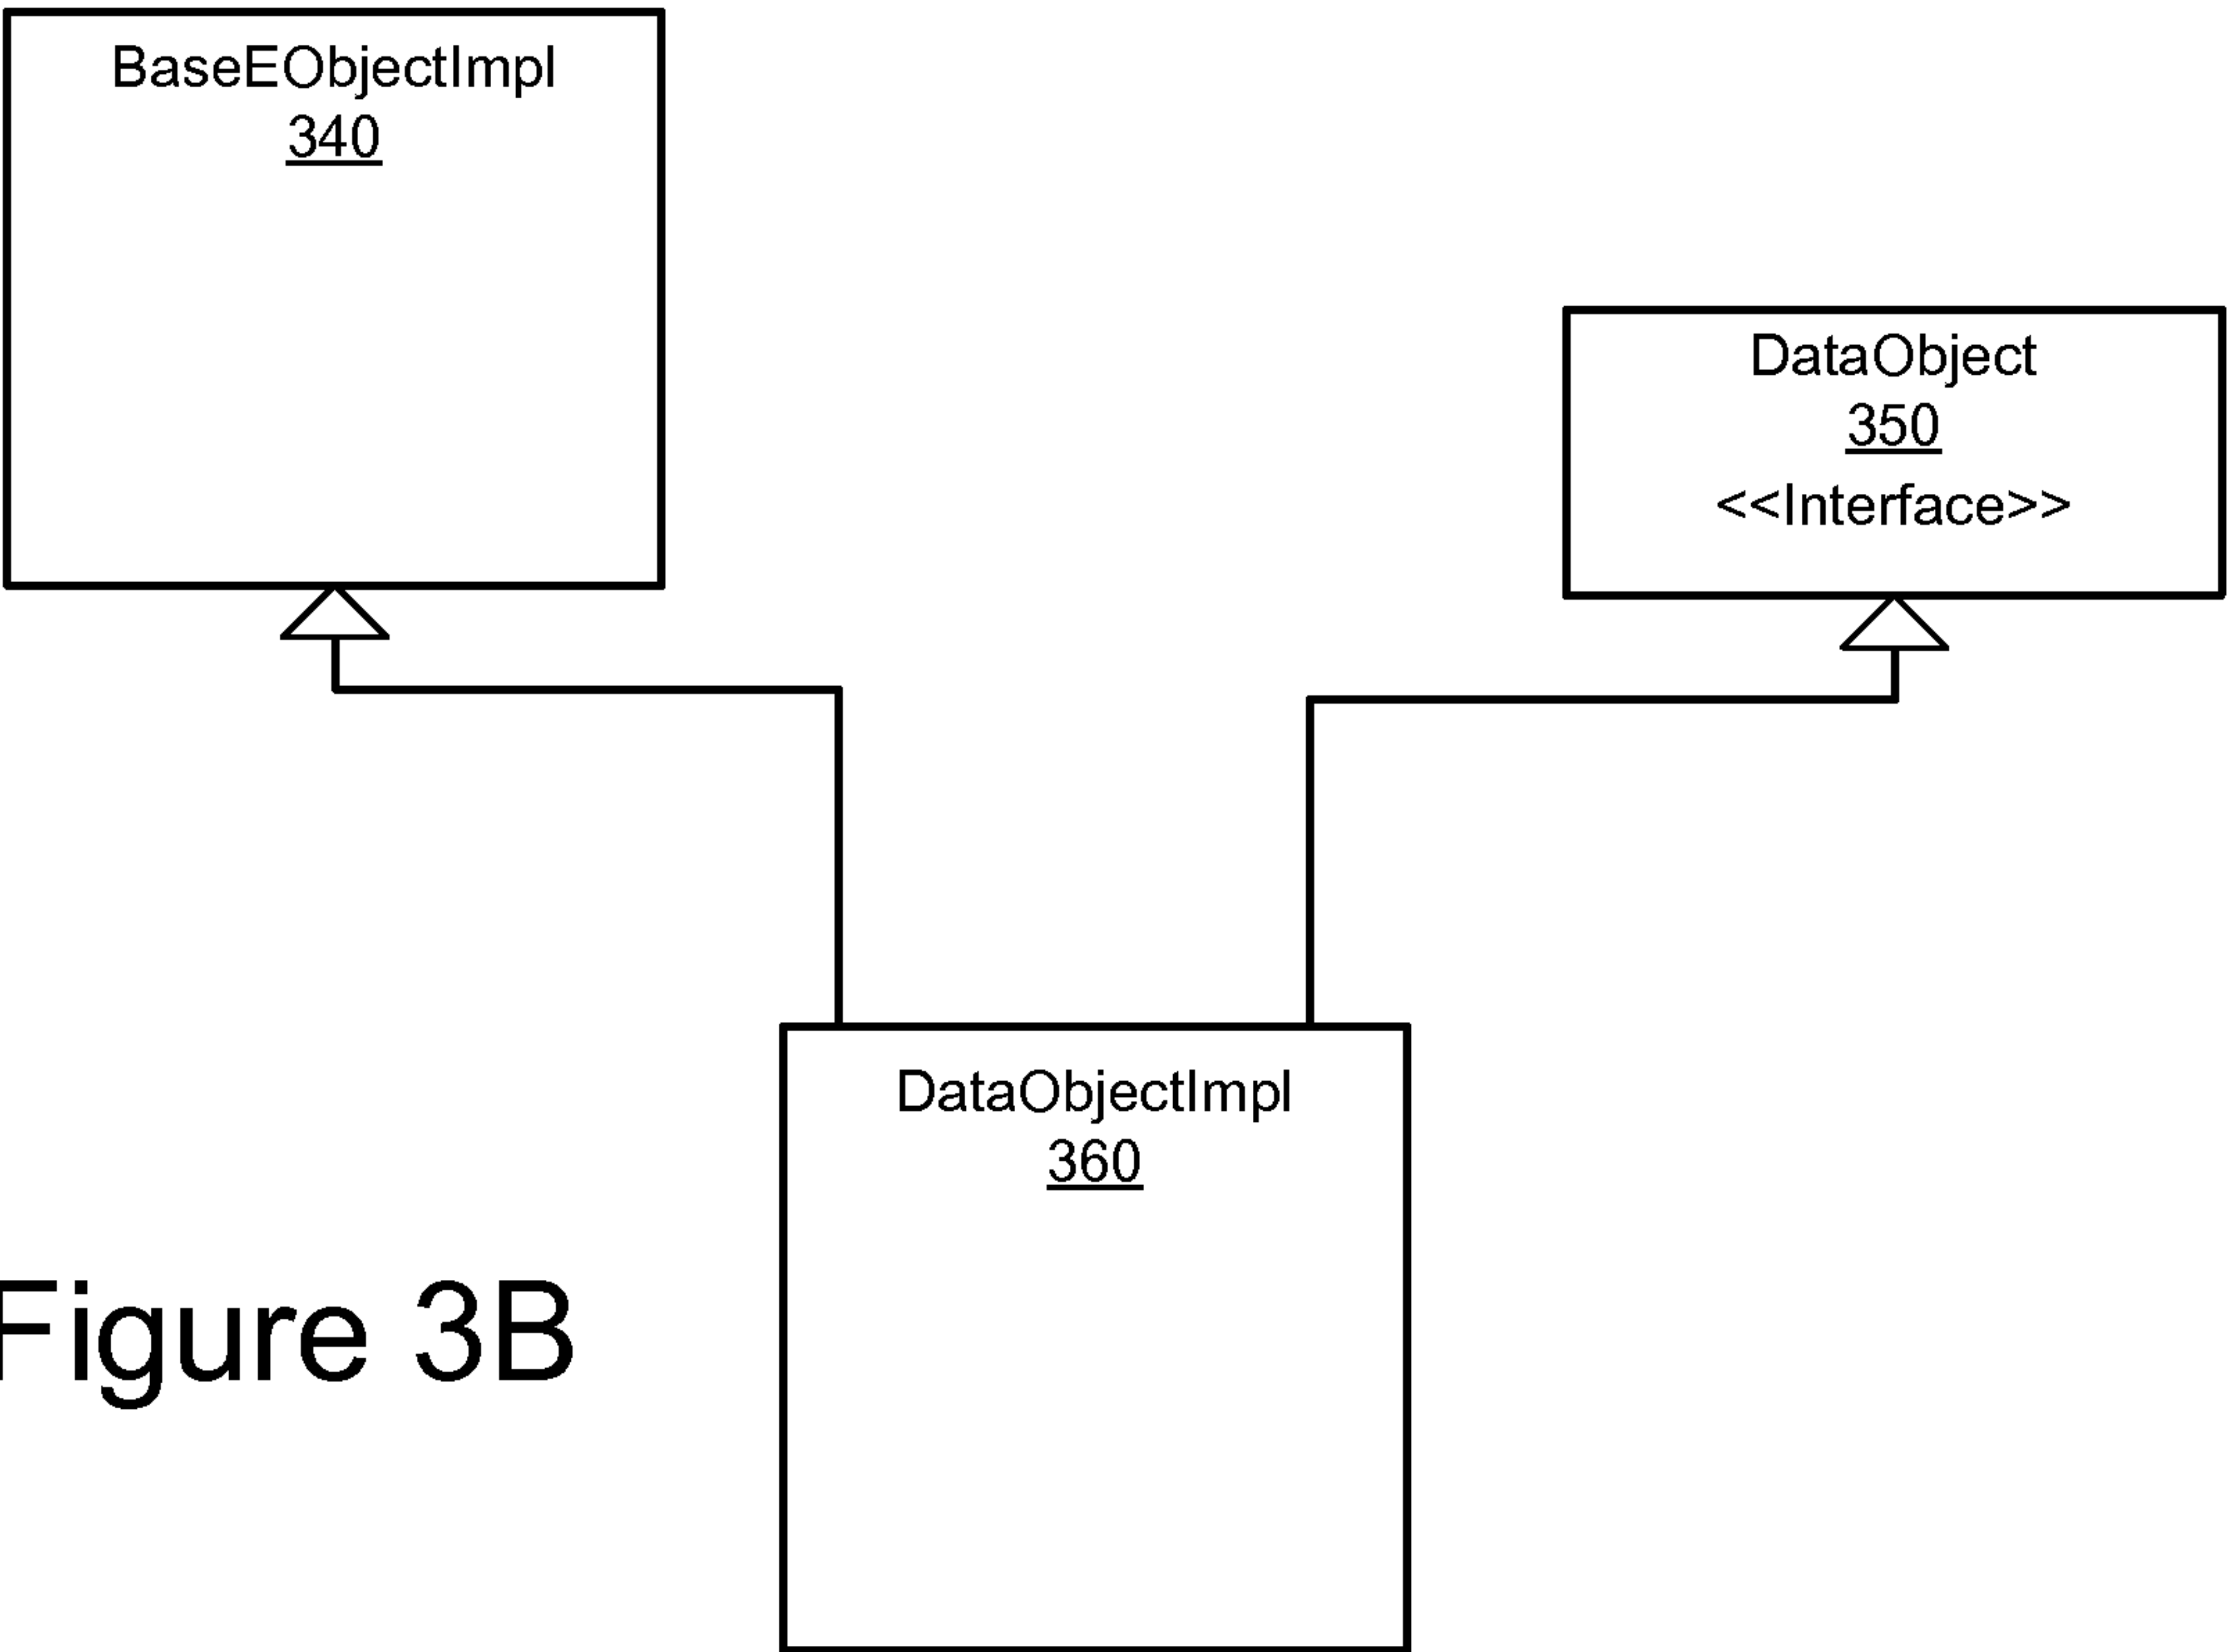 BaseEObjectImpl
340
DataObject
350
<<Interface>>
DataObjectImpl
360
Figure 3B